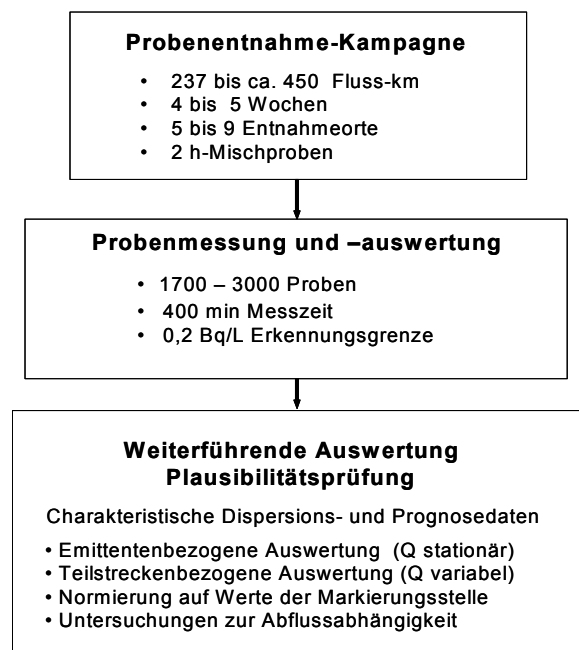 Probenentnahme-Kampagne
• 237 bis ca. 450 Fluss-km
• 4 bis 5 Wochen
• 5 bis 9 Entnahmeorte
• 2 h-Mischproben
Probenmessung und –auswertung
• 1700 – 3000 Proben
• 400 min Messzeit
• 0,2 Bq/L Erkennungsgrenze
Weiterführende Auswertung
Plausibilitätsprüfung
Charakteristische Dispersions- und Prognosedaten
• Emittentenbezogene Auswertung (Q stationär)
• Teilstreckenbezogene Auswertung (Q variabel)
• Normierung auf Werte der Markierungsstelle
• Untersuchungen zur Abflussabhängigkeit